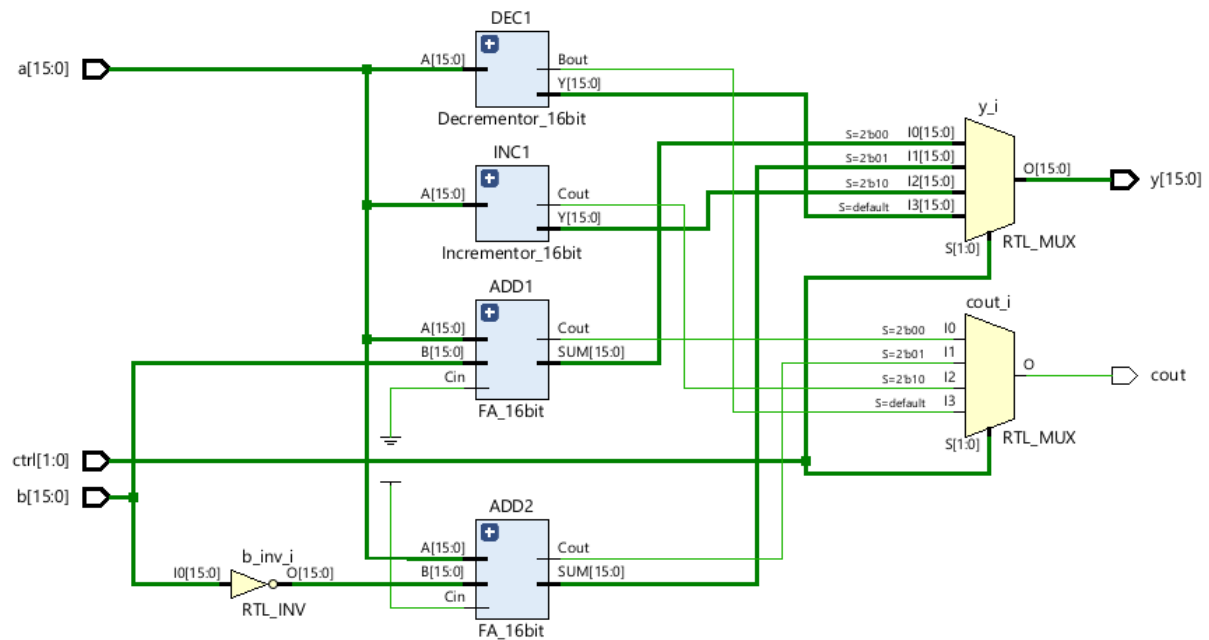 DEC1
a[15:0]
A[15:0]
Bout
Y[15:0]
Decrementor_16bit
INC1
A[15:0]
Cout
Y[15:0]
Incrementor_16bit
y_i
S=2'b00 I0[15:0]
S=2'b01 I1[15:0]
S=2'b10 I2[15:0]
S=default I3[15:0]
O[15:0]
y[15:0]
S[1:0]
RTL_MUX
ADD1
A[15:0]
B[15:0]
Cin
Cout
SUM[15:0]
FA_16bit
cout_i
S=2'b00 I0
S=2'b01 I1
S=2'b10 I2
S=default I3
O
cout
S[1:0]
RTL_MUX
ctrl[1:0]
b[15:0]
b_inv_i
I0[15:0]
O[15:0]
RTL_INV
ADD2
A[15:0]
B[15:0]
Cin
Cout
SUM[15:0]
FA_16bit